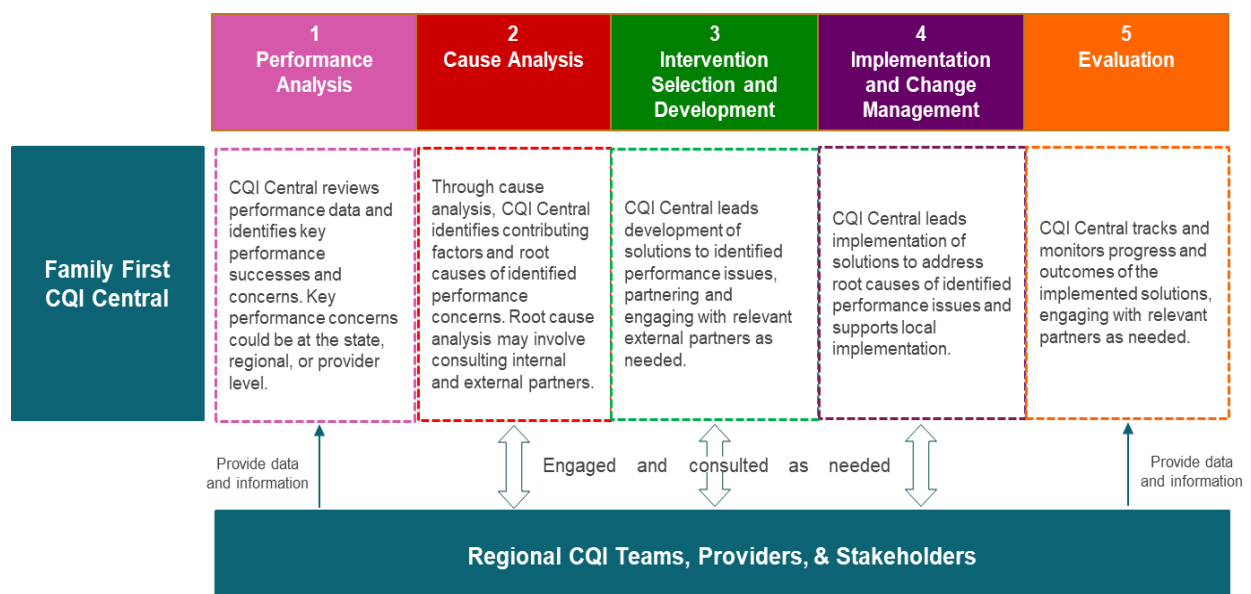 1
Performance
Analysis
2
Cause Analysis
3
Intervention
Selection and
Development
4
Implementation
and Change
Management
5
Evaluation
Family First
CQI Central
CQI Central reviews
performance data and
identifies key
performance
successes and
concerns. Key
performance concerns
could be at the state,
regional, or provider
level.
Through cause
analysis, CQI Central
identifies contributing
factors and root
causes of identified
performance
concerns. Root cause
analysis may involve
consulting internal
and external partners.
CQI Central leads
development of
solutions to identified
performance issues,
partnering and
engaging with relevant
external partners as
needed.
CQI Central leads
implementation of
solutions to address
root causes of identified
performance issues and
supports local
implementation.
CQI Central tracks and
monitors progress and
outcomes of the
implemented solutions,
engaging with relevant
partners as needed.
Provide data
and information
Engaged and consulted as needed
Provide data
and information
Regional CQI Teams, Providers, & Stakeholders